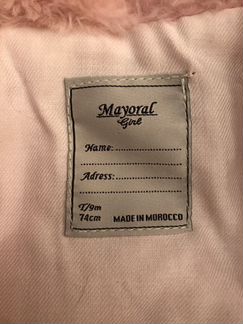 Mayoral
Girl
Name:..................
..............................
Adress:................
..............................
T/9m
74cm MADE IN MOROCCO